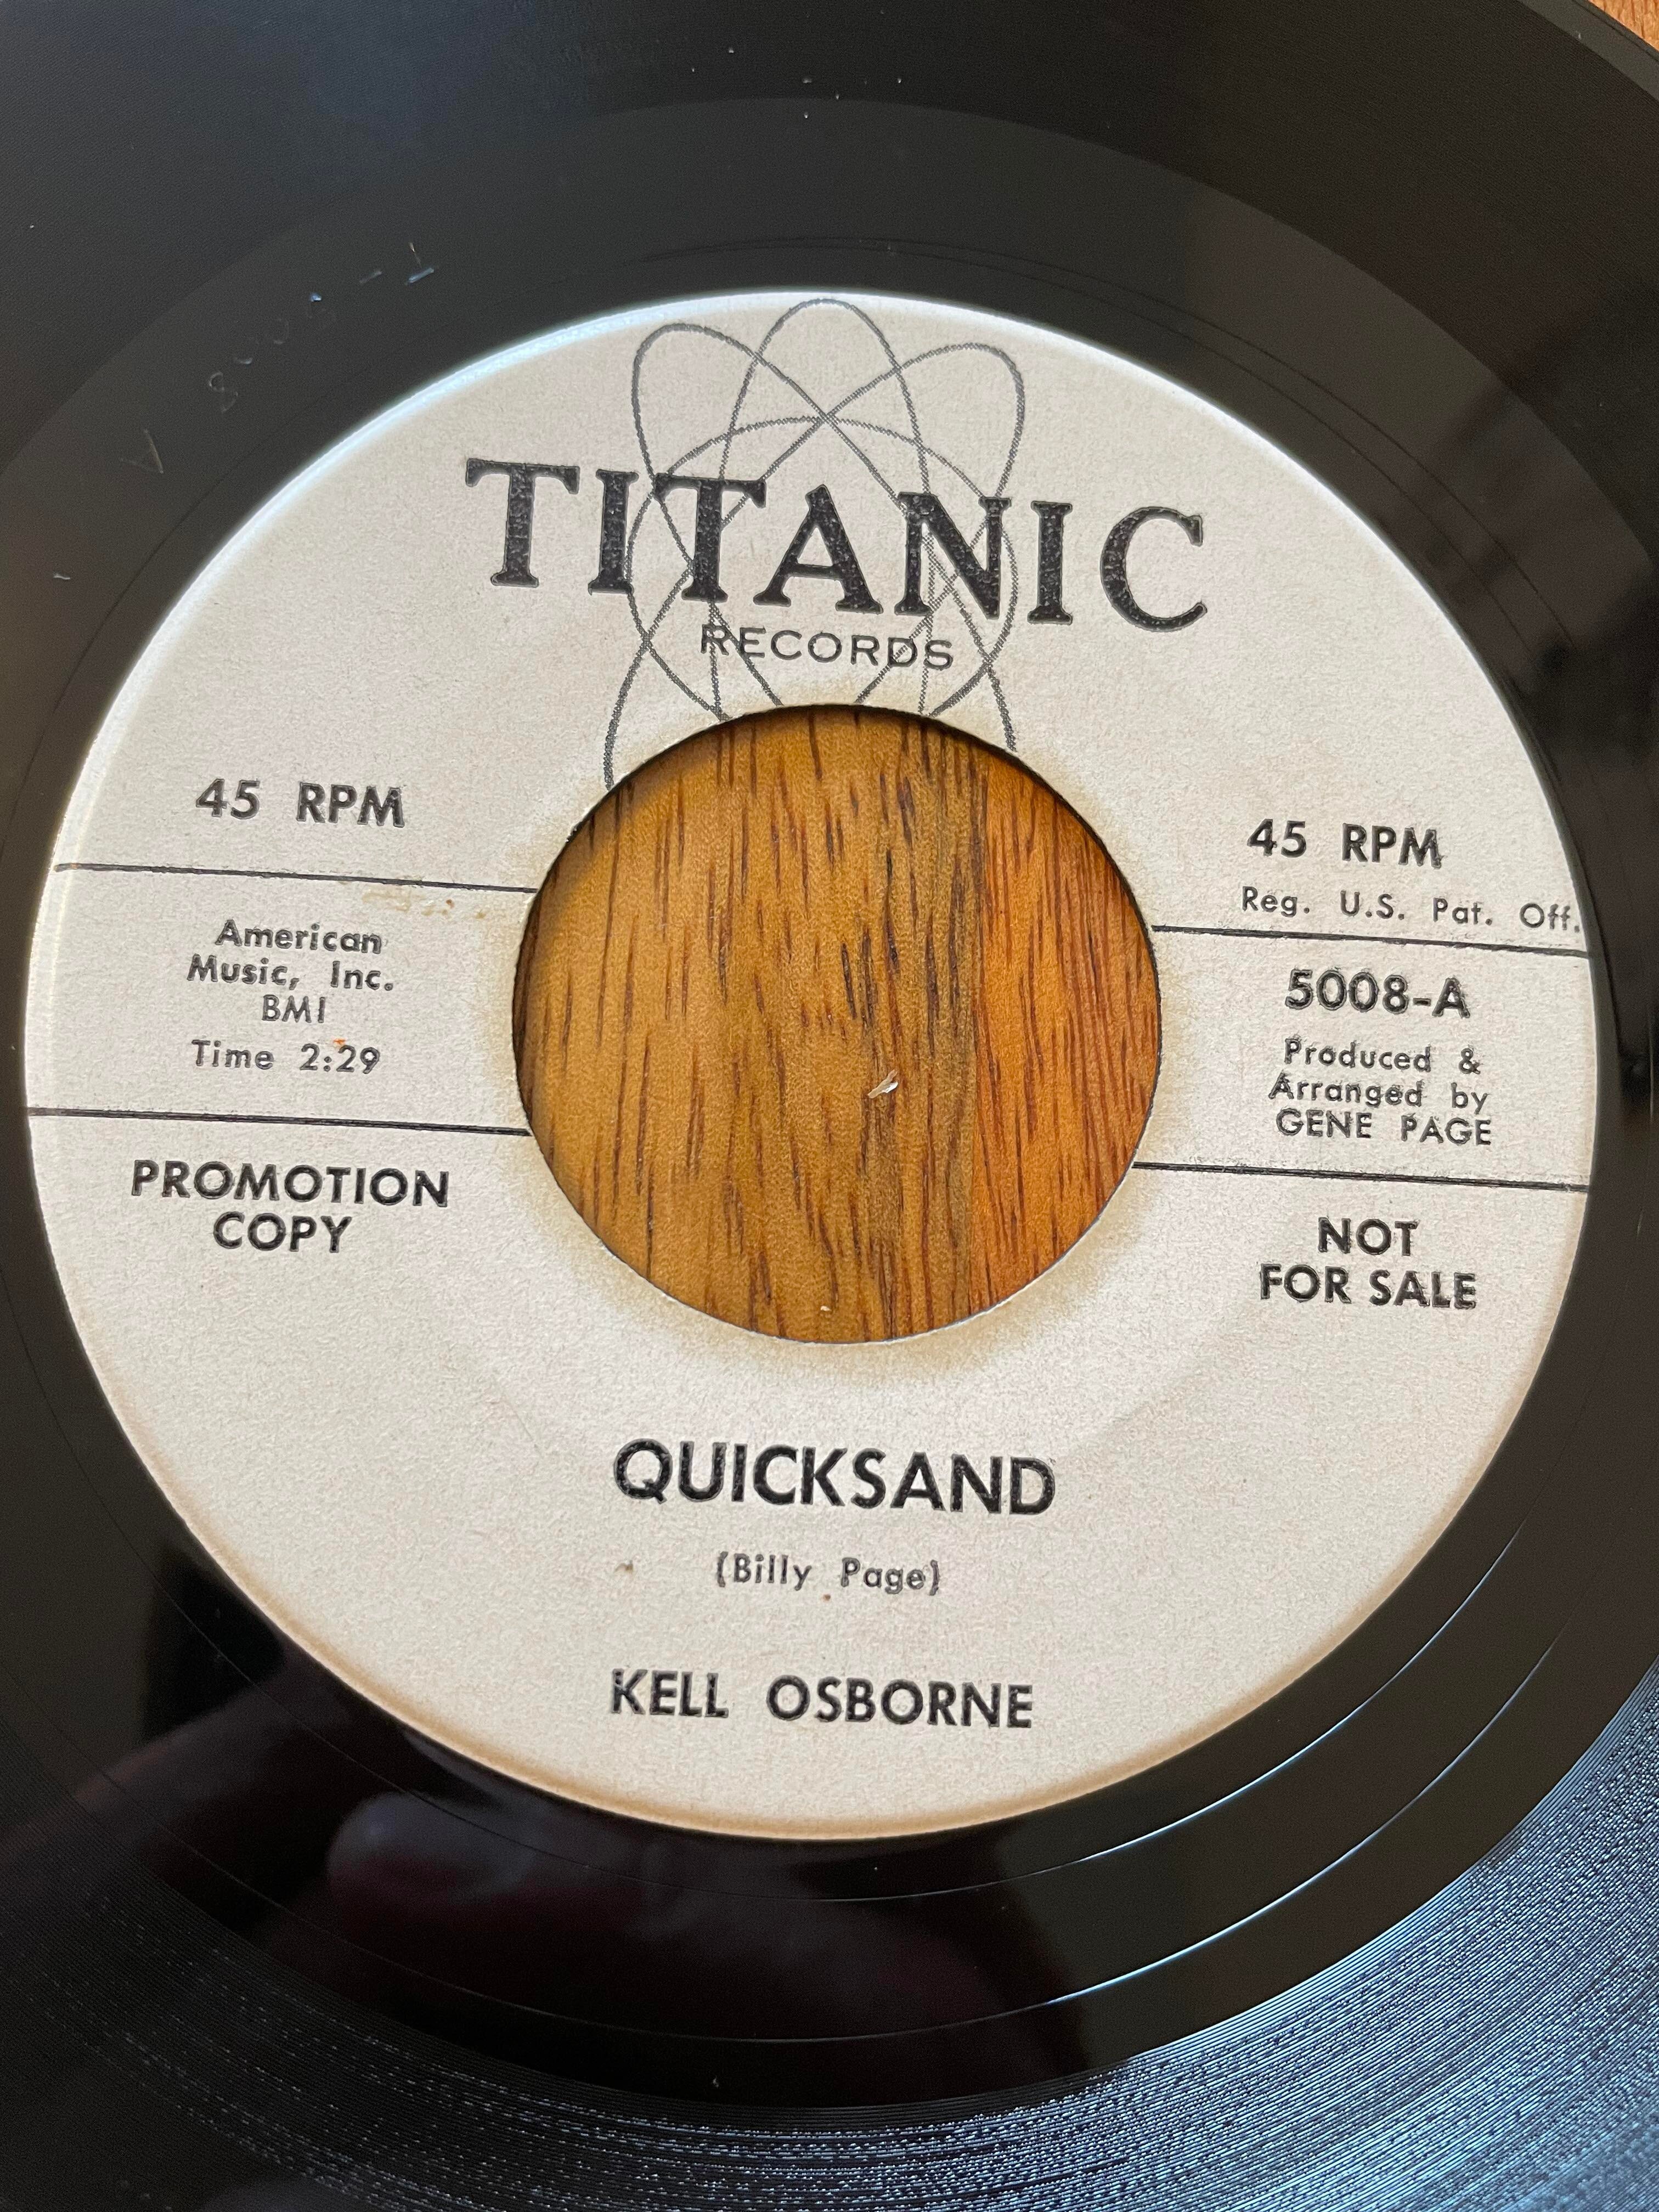 TITANIC
RECORDS
45 RPM
45 RPM
Reg. U.S. Pat. Off.
American
Music, Inc.
BMI
Time 2:29
5008-A
Produced &
Arranged by
GENE PAGE
PROMOTION
COPY
NOT
FOR SALE
QUICKSAND
(Billy Page)
KELL OSBORNE